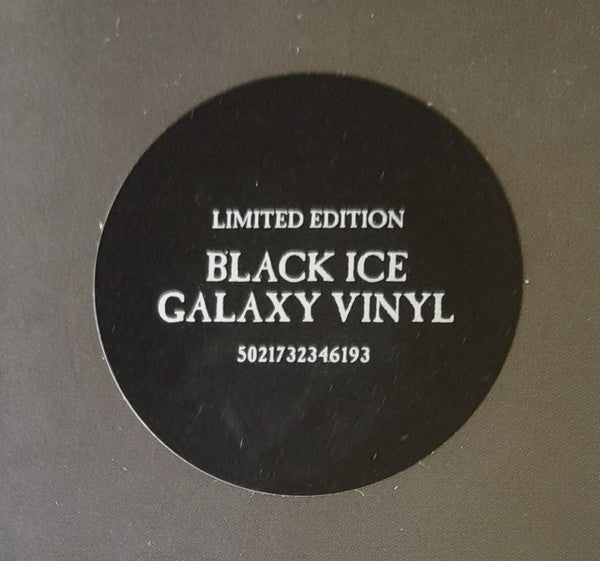 LIMITED EDITION
BLACK ICE
GALAXY VINYL
5021732346193